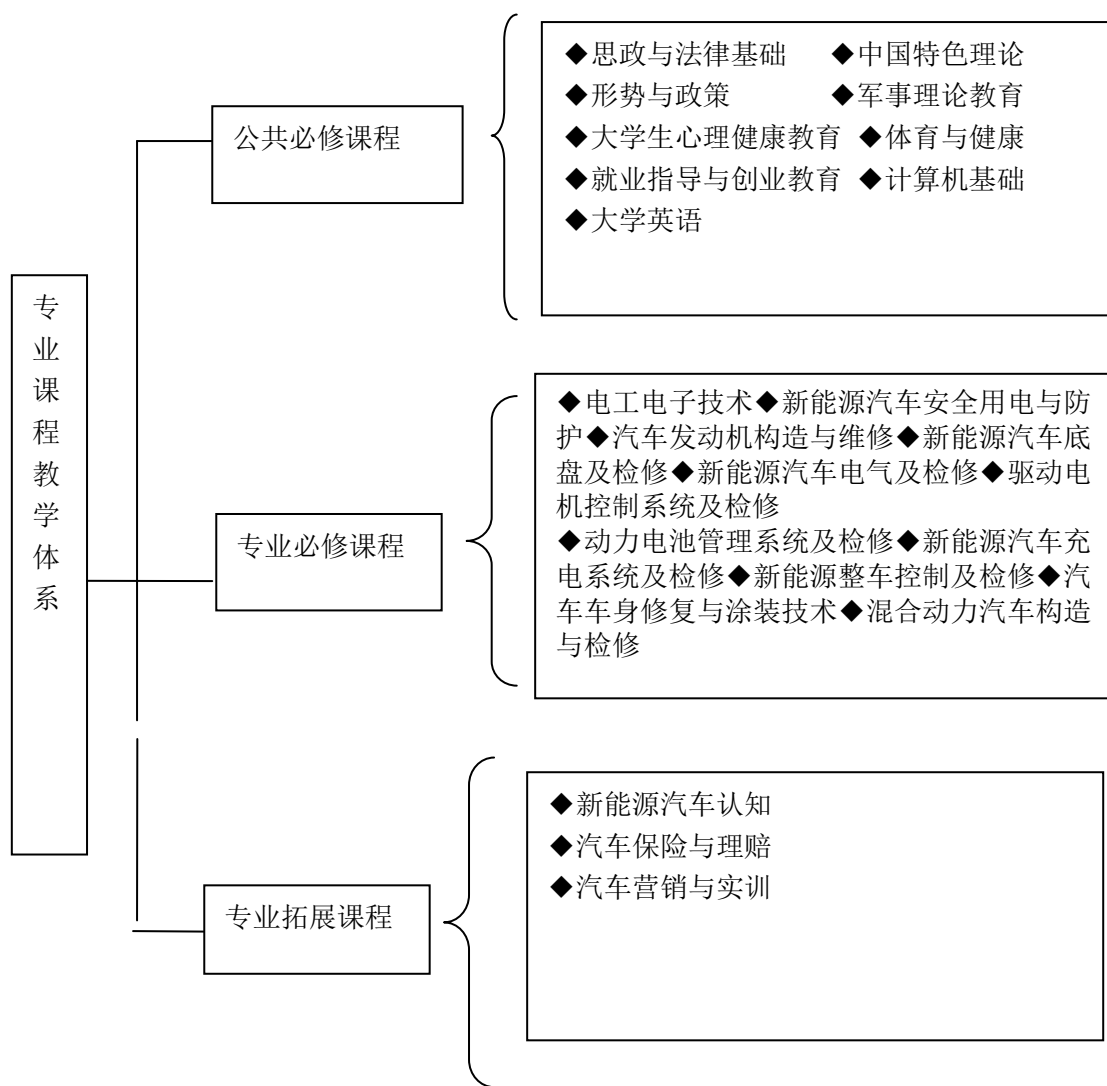 专业课程教学体系
公共必修课程
◆思政与法律基础 ◆中国特色理论
◆形势与政策 ◆军事理论教育
◆大学生心理健康教育 ◆体育与健康
◆就业指导与创业教育 ◆计算机基础
◆大学英语
专业必修课程
◆电工电子技术◆新能源汽车安全用电与防
护◆汽车发动机构造与维修◆新能源汽车底
盘及检修◆新能源汽车电气及检修◆驱动电
机控制系统及检修
◆动力电池管理系统及检修◆新能源汽车充
电系统及检修◆新能源整车控制及检修◆汽
车车身修复与涂装技术◆混合动力汽车构造
与检修
专业拓展课程
◆新能源汽车认知
◆汽车保险与理赔
◆汽车营销与实训